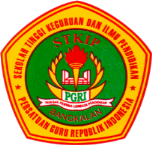 SEKOLAH TINGGI KEGURUAN DAN ILMU PENDIDIKAN
STKIP
PGRI
BANGKALAN
PERSATUAN GURU REPUBLIK INDONESIA